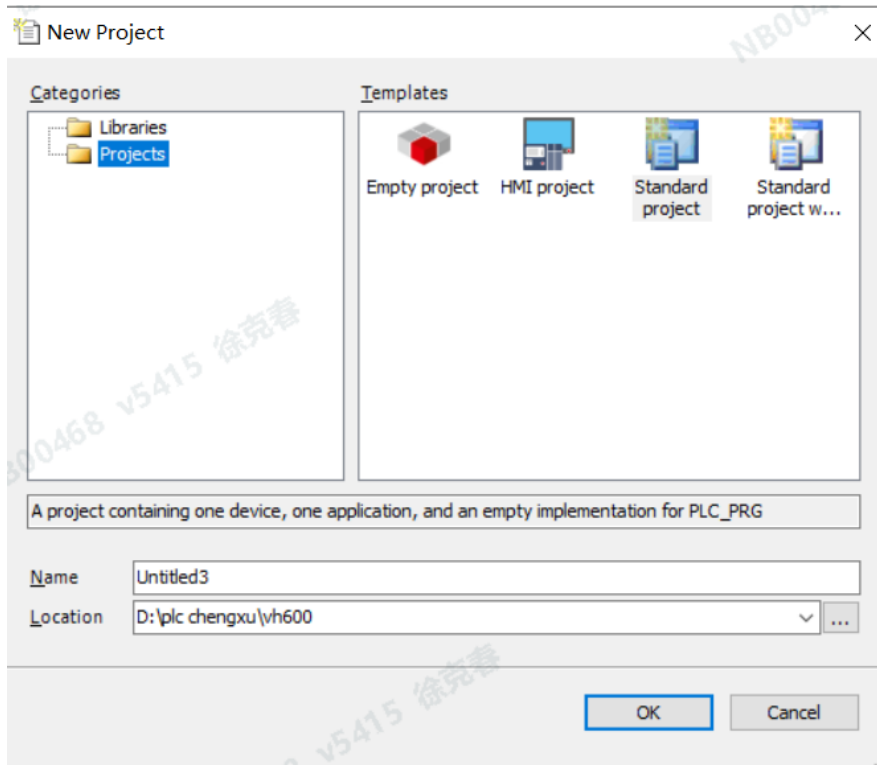 New Project
Categories
Templates
Libraries
Projects
Empty project
HMI project
Standard
project
Standard
project w...
A project containing one device, one application, and an empty implementation for PLC_PRG
Name
Untitled3
Location
D:\plc chengxu\vh600
...
OK
Cancel
v5415 徐克春
v5415 徐克春